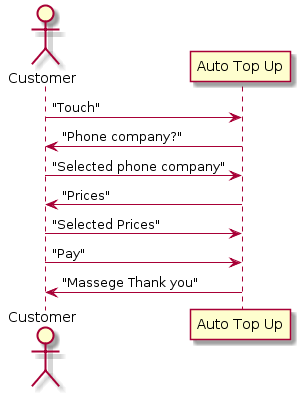 Customer
Auto Top Up
"Touch"
"Phone company?"
"Selected phone company"
"Prices"
"Selected Prices"
"Pay"
"Massege Thank you"
Customer
Auto Top Up